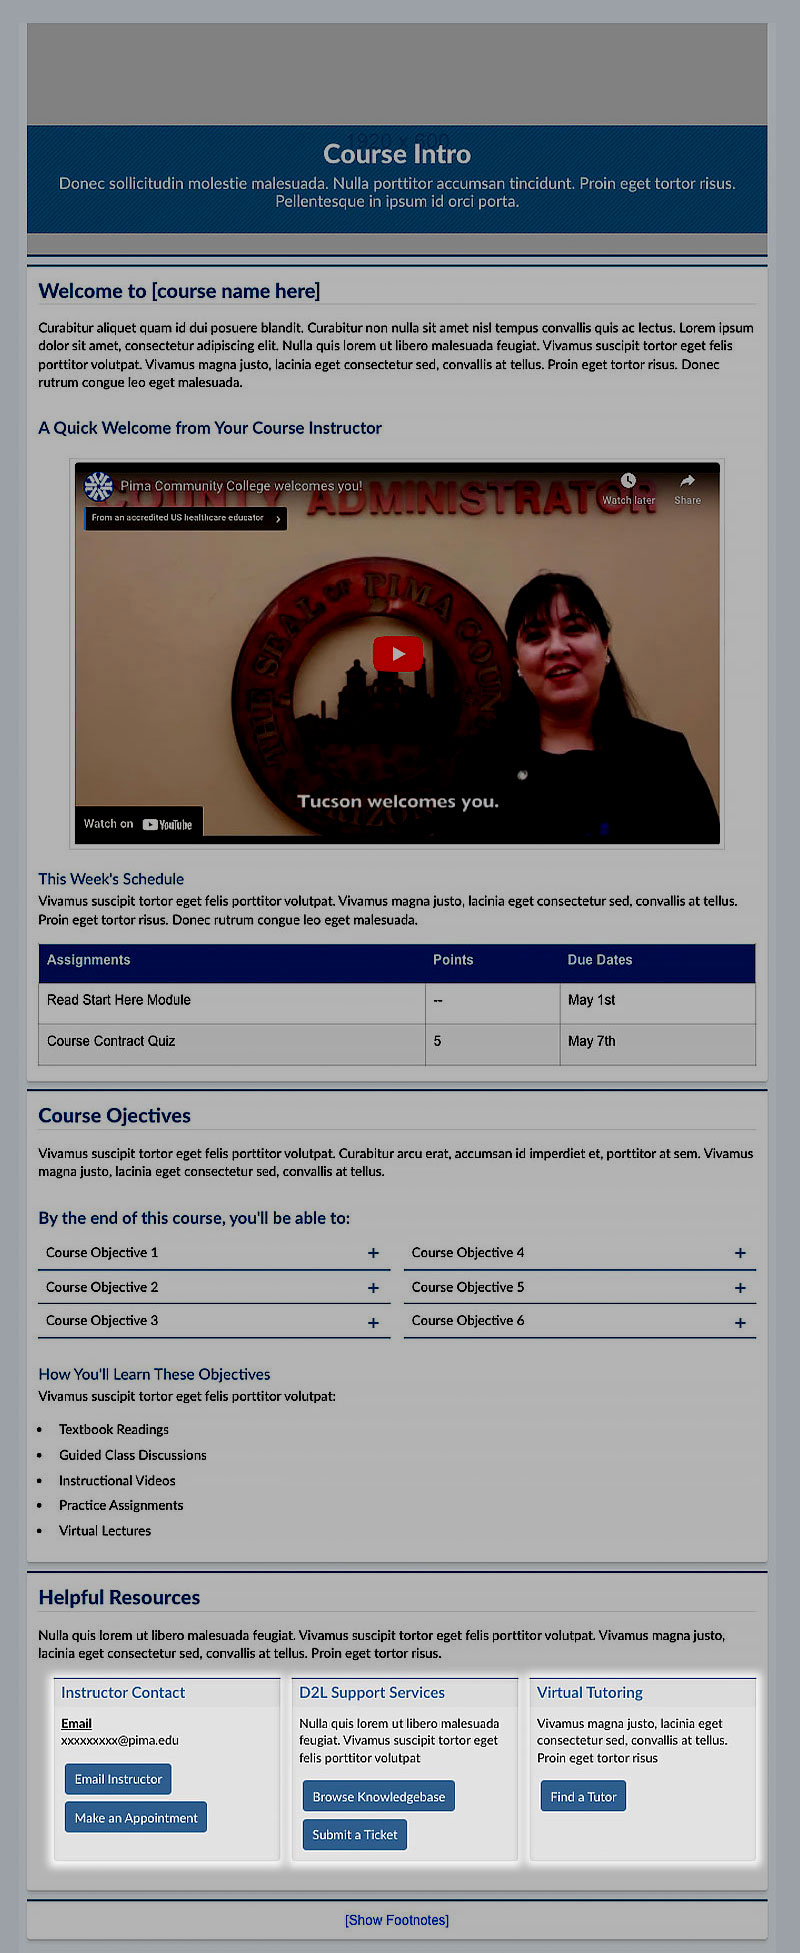 1920 x 500
Course Intro
Donec sollicitudin molestie malesuada. Nulla porttitor accumsan tincidunt. Proin eget tortor risus.
Pellentesque in ipsum id orci porta.
Welcome to [course name here]
Curabitur aliquet quam id dui posuere blandit. Curabitur non nulla sit amet nisl tempus convallis quis ac lectus. Lorem ipsum
dolor sit amet, consectetur adipiscing elit. Nulla quis lorem ut libero malesuada feugiat. Vivamus suscipit tortor eget felis
porttitor volutpat. Vivamus magna justo, lacinia eget consectetur sed, convallis at tellus. Proin eget tortor risus. Donec
rutrum congue leo eget malesuada.
A Quick Welcome from Your Course Instructor
COUNTY ADMINISTRATOR
Pima Community College welcomes you!
Watch later
Share
From an accredited US healthcare educator
THE SEAL OF PIMA COUN
Tucson welcomes you.
Watch on YouTube
This Week's Schedule
Vivamus suscipit tortor eget felis porttitor volutpat. Vivamus magna justo, lacinia eget consectetur sed, convallis at tellus.
Proin eget tortor risus. Donec rutrum congue leo eget malesuada.
Assignments Points Due Dates
Read Start Here Module -- May 1st
Course Contract Quiz 5 May 7th
Course Ojectives
Vivamus suscipit tortor eget felis porttitor volutpat. Curabitur arcu erat, accumsan id imperdiet et, porttitor at sem. Vivamus
magna justo, lacinia eget consectetur sed, convallis at tellus.
By the end of this course, you'll be able to:
Course Objective 1 +
Course Objective 2 +
Course Objective 3 +
Course Objective 4 +
Course Objective 5 +
Course Objective 6 +
How You'll Learn These Objectives
Vivamus suscipit tortor eget felis porttitor volutpat:
• Textbook Readings
• Guided Class Discussions
• Instructional Videos
• Practice Assignments
• Virtual Lectures
Helpful Resources
Nulla quis lorem ut libero malesuada feugiat. Vivamus suscipit tortor eget felis porttitor volutpat. Vivamus magna justo,
lacinia eget consectetur sed, convallis at tellus. Proin eget tortor risus.
Instructor Contact
Email
xxxxxxxxx@pima.edu
Email Instructor
Make an Appointment
D2L Support Services
Nulla quis lorem ut libero malesuada
feugiat. Vivamus suscipit tortor eget
felis porttitor volutpat
Browse Knowledgebase
Submit a Ticket
Virtual Tutoring
Vivamus magna justo, lacinia eget
consectetur sed, convallis at tellus.
Proin eget tortor risus
Find a Tutor
[Show Footnotes]